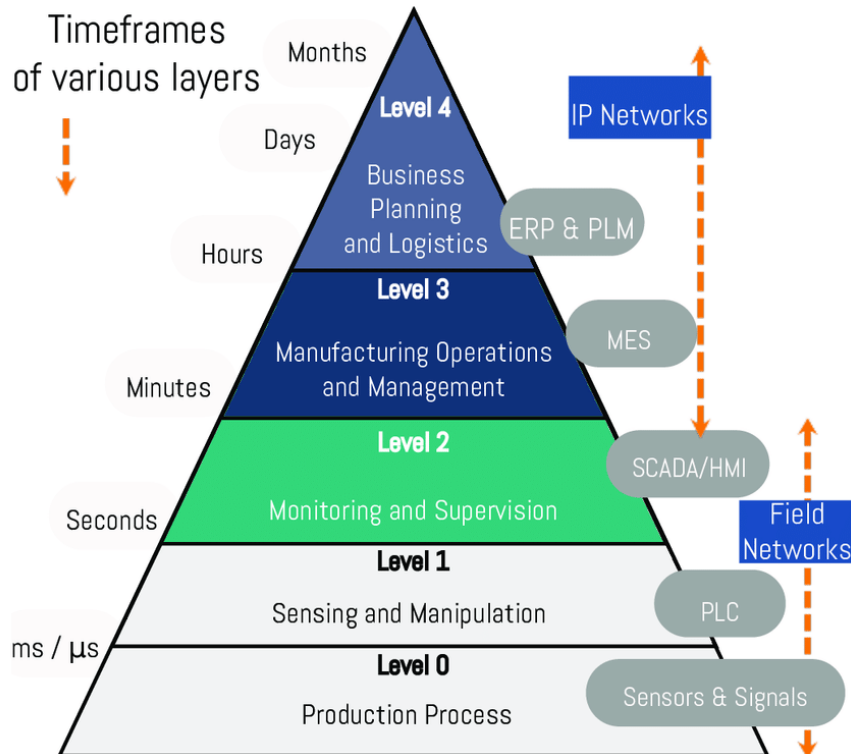 Timeframes
of various layers
Months
Days
Hours
Minutes
Seconds
ms / μs
Level 4
Business
Planning
and Logistics
Level 3
Manufacturing Operations
and Management
Level 2
Monitoring and Supervision
Level 1
Sensing and Manipulation
Level 0
Production Process
ERP & PLM
MES
SCADA/HMI
PLC
Sensors & Signals
IP Networks
Field
Networks